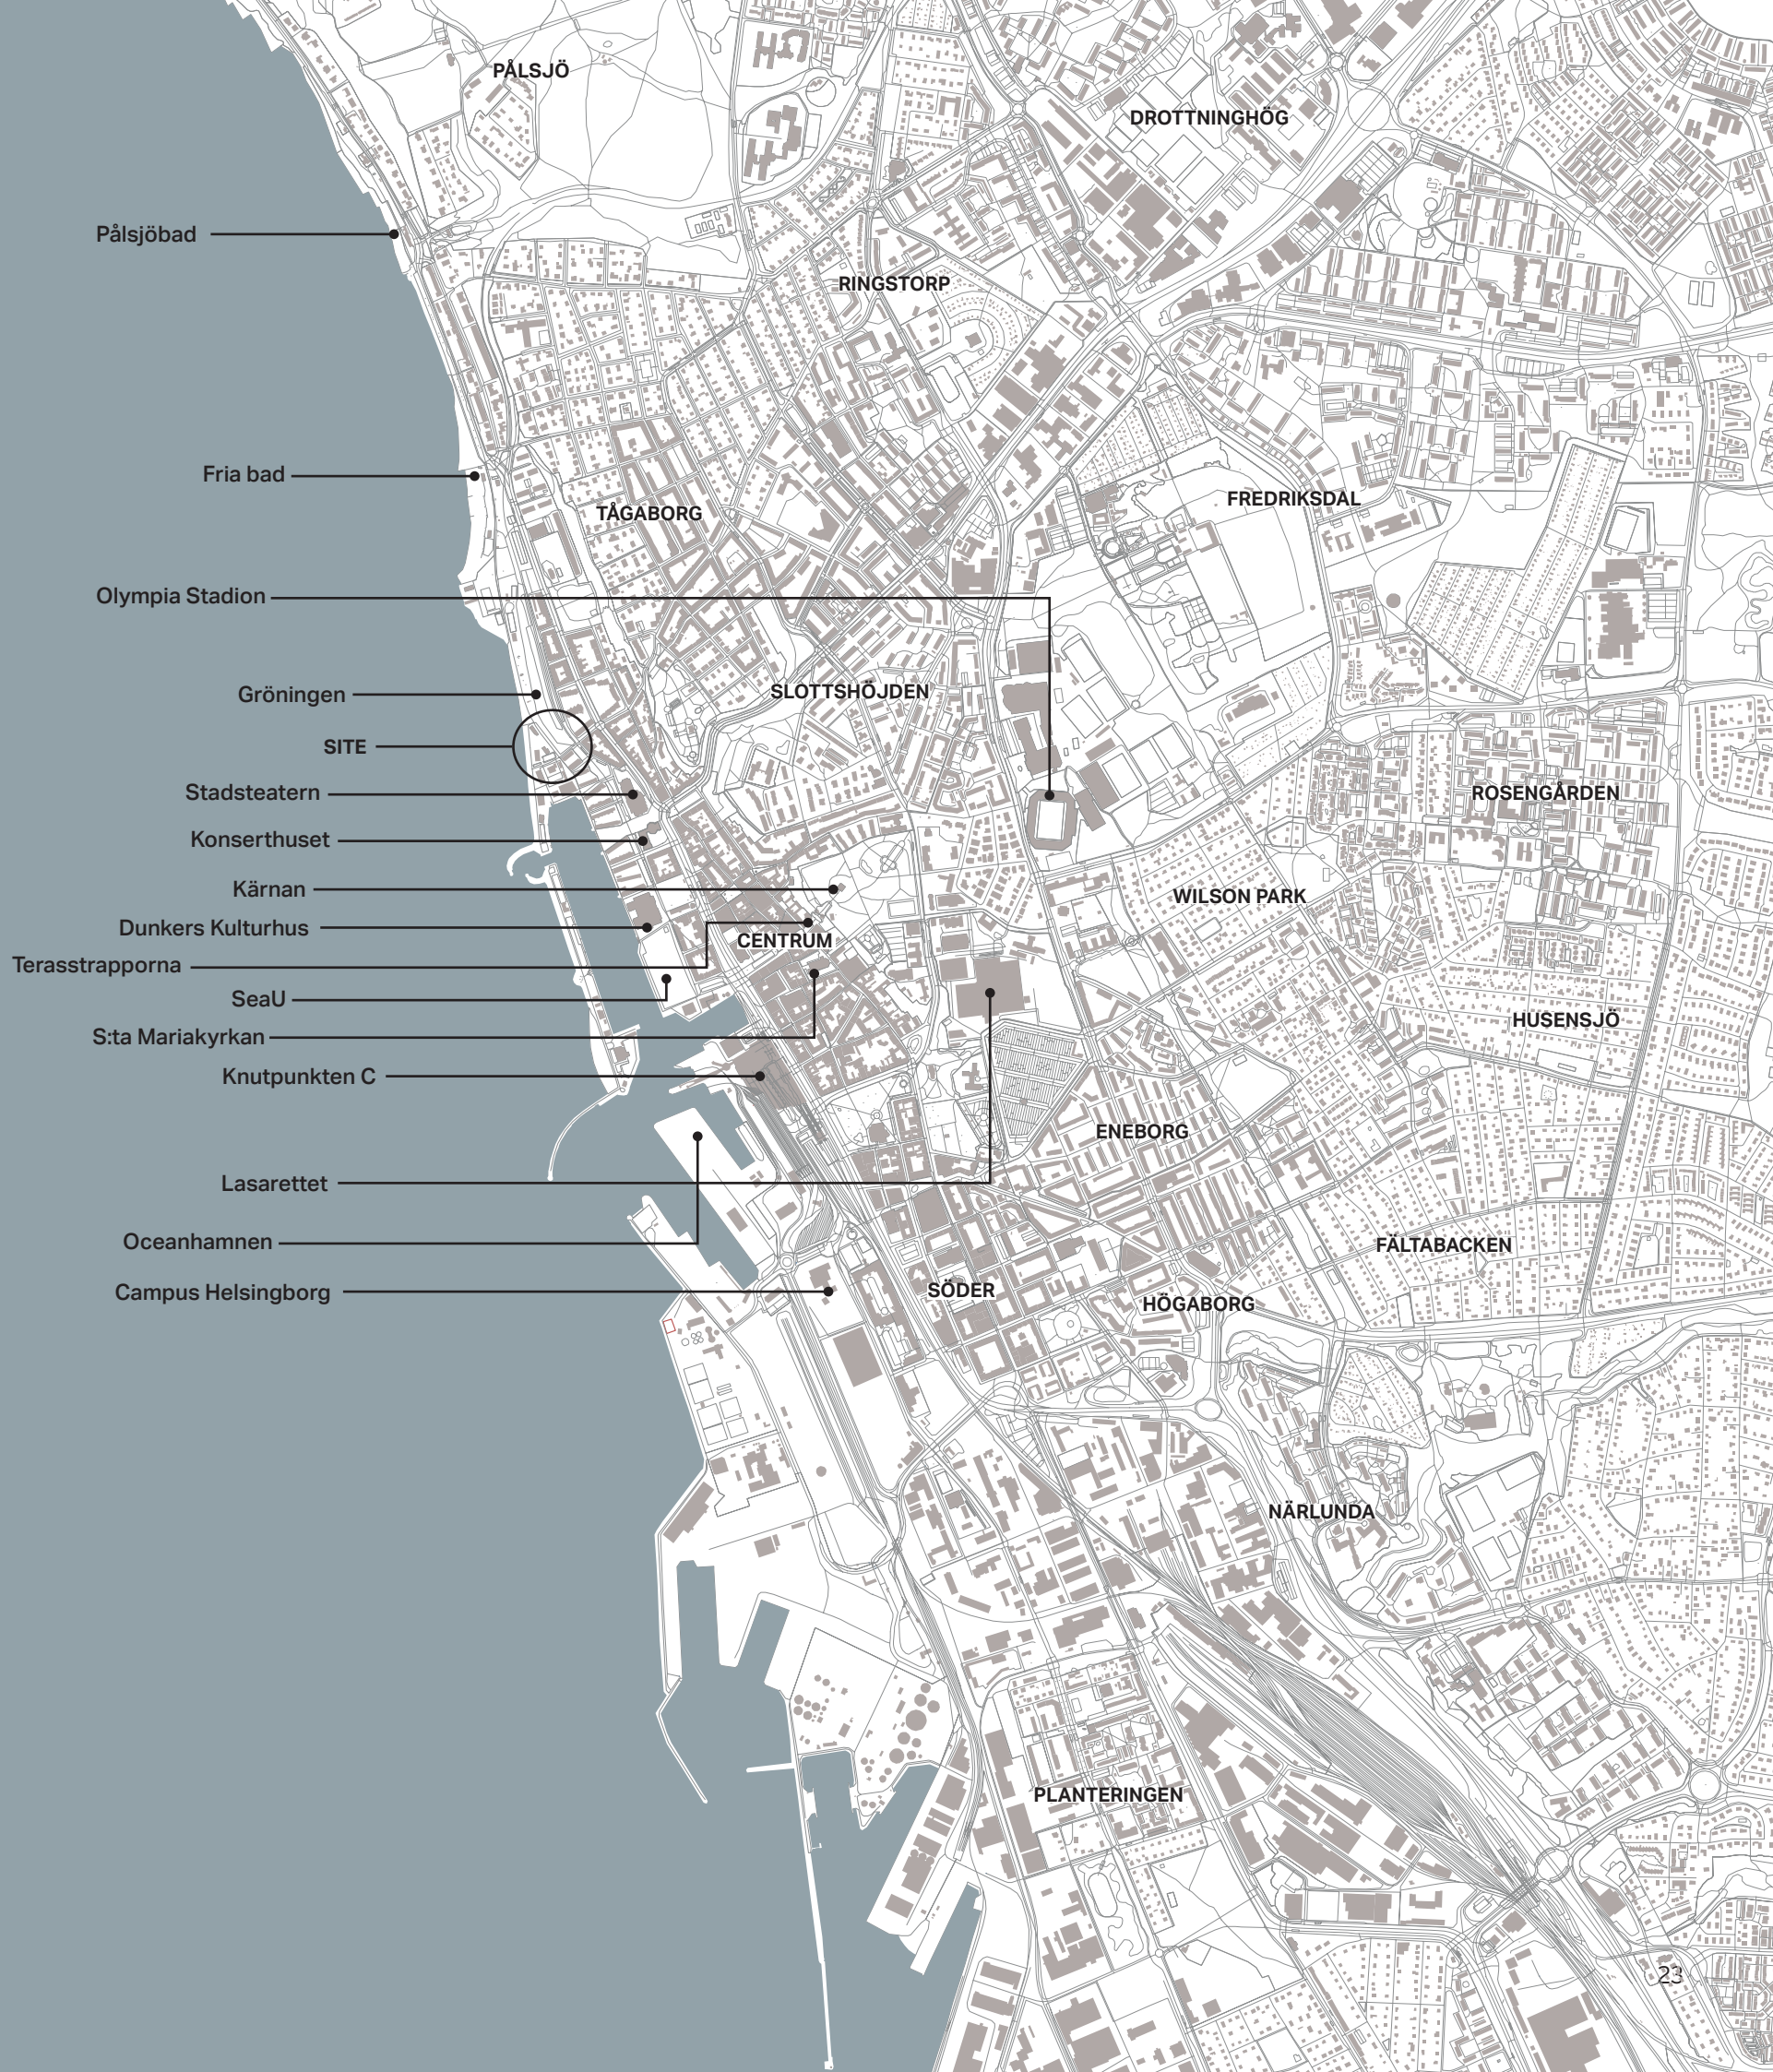 PÅLSJÖ
DROTTNINGHÖG
Pålsjöbad
RINGSTORP
Fria bad
FREDRIKSDAL
TÅGABORG
Olympia Stadion
SLOTTSHÖJDEN
Gröningen
SITE
Stadsteatern
ROSENGÅRDEN
Konserthuset
Kärnan
WILSON PARK
Dunkers Kulturhus
CENTRUM
Terasstrapporna
SeaU
HUSENSJÖ
S:ta Mariakyrkan
Knutpunkten C
ENEBORG
Lasarettet
Oceanhamnen
FÄLTABACKEN
Campus Helsingborg
SÖDER
HÖGABORG
NÄRLUNDA
PLANTERINGEN
23